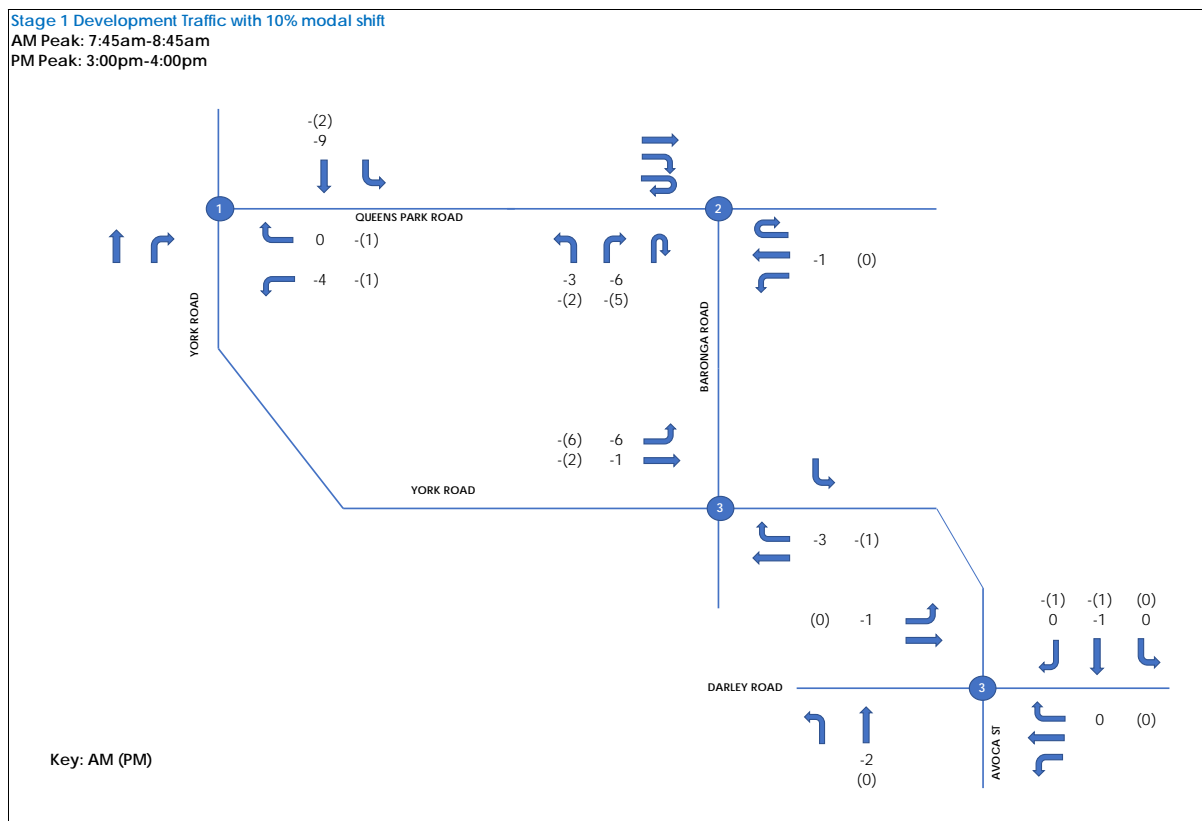 Stage 1 Development Traffic with 10% modal shift
AM Peak: 7:45am-8:45am
PM Peak: 3:00pm-4:00pm
-(2)
-9
1
QUEENS PARK ROAD
2
0 -(1)
-4 -(1)
-3 -6
-(2) -(5)
-1 (0)
YORK ROAD
BARONGA ROAD
-(6) -6
-(2) -1
YORK ROAD
3
-3 -(1)
(0) -1
-(1) -(1) (0)
0 -1 0
DARLEY ROAD
3
0 (0)
-2
(0)
AVOCA ST
Key: AM (PM)